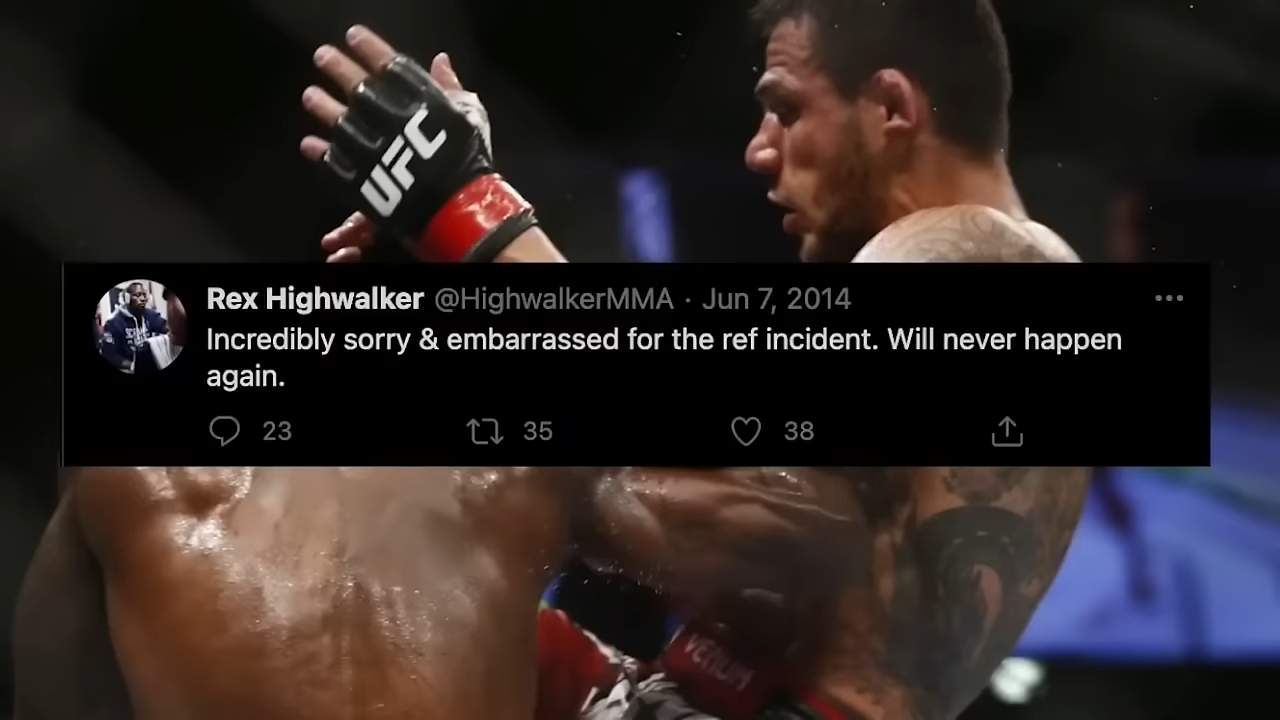 UFC
Rex Highwalker @HighwalkerMMA · Jun 7, 2014
Incredibly sorry & embarrassed for the ref incident. Will never happen
again.
23 35 38
VENUM